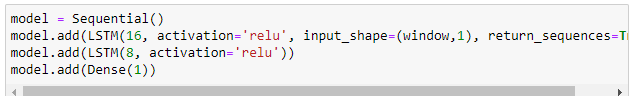 model = Sequential()
model.add(LSTM(16, activation='relu', input_shape=(window,1), return_sequences=T
model.add(LSTM(8, activation='relu'))
model.add(Dense(1))